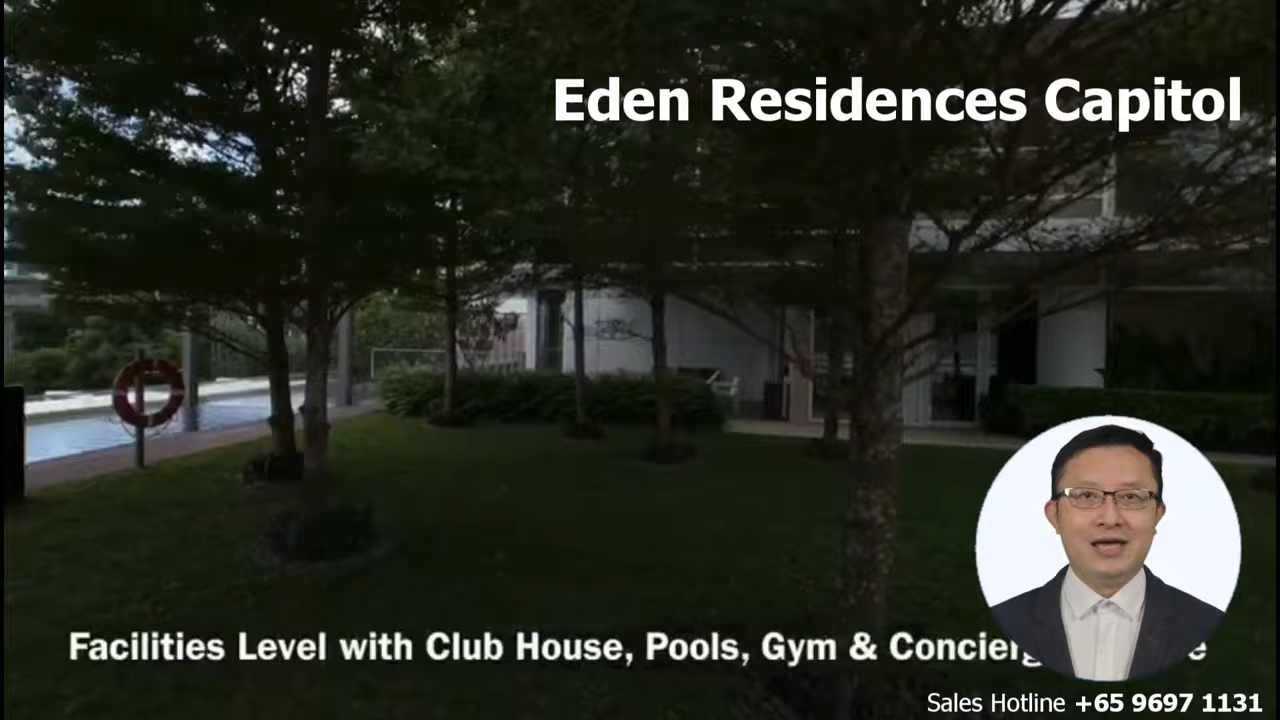 Eden Residences Capitol
Facilities Level with Club House, Pools, Gym &
Sales Hotline +65 9697 1131